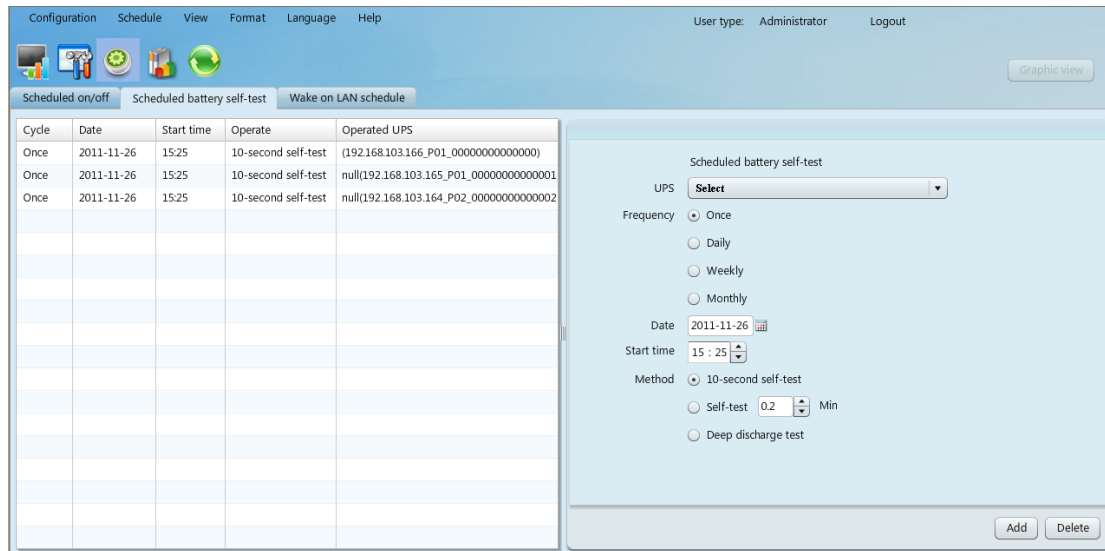 Configuration Schedule View Format Language Help User type: Administrator Logout
Graphic view
Scheduled on/off Scheduled battery self-test Wake on LAN schedule
Cycle Date Start time Operate Operated UPS
Once 2011-11-26 15:25 10-second self-test (192.168.103.166_P01_00000000000000)
Once 2011-11-26 15:25 10-second self-test null(192.168.103.165_P01_00000000000001
Once 2011-11-26 15:25 10-second self-test null(192.168.103.164_P02_00000000000002
Scheduled battery self-test
UPS Select
Frequency Once
Daily
Weekly
Monthly
Date 2011-11-26
Start time 15 : 25
Method 10-second self-test
Self-test 0.2 Min
Deep discharge test
Add Delete